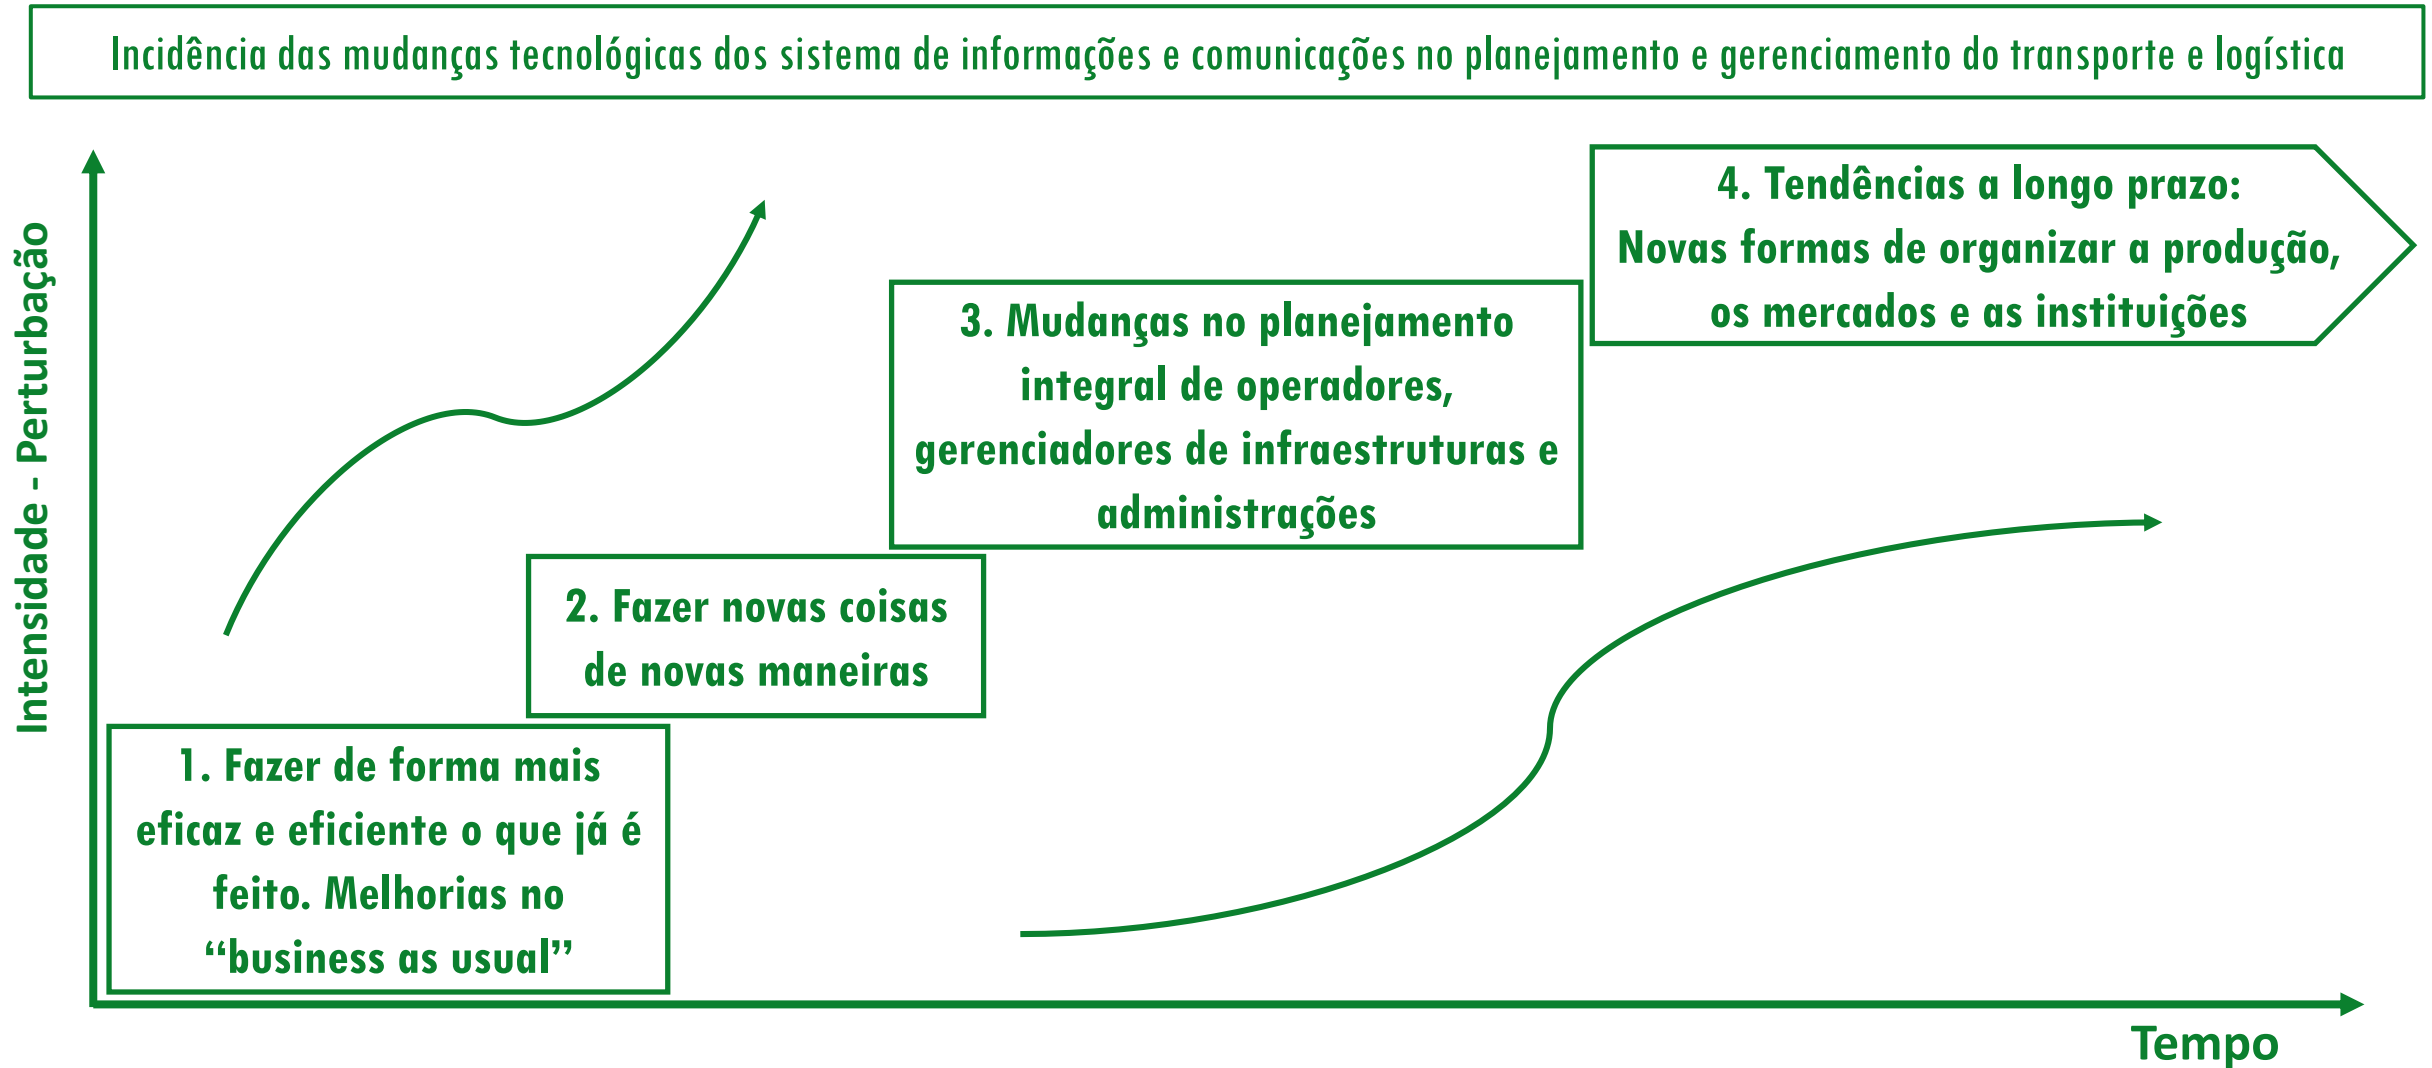 Incidência das mudanças tecnológicas dos sistema de informações e comunicações no planejamento e gerenciamento do transporte e logística
Intensidade - Perturbação
4. Tendências a longo prazo:
Novas formas de organizar a produção,
os mercados e as instituições
3. Mudanças no planejamento
integral de operadores,
gerenciadores de infraestruturas e
administrações
2. Fazer novas coisas
de novas maneiras
1. Fazer de forma mais
eficaz e eficiente o que já é
feito. Melhorias no
“business as usual”
Tempo